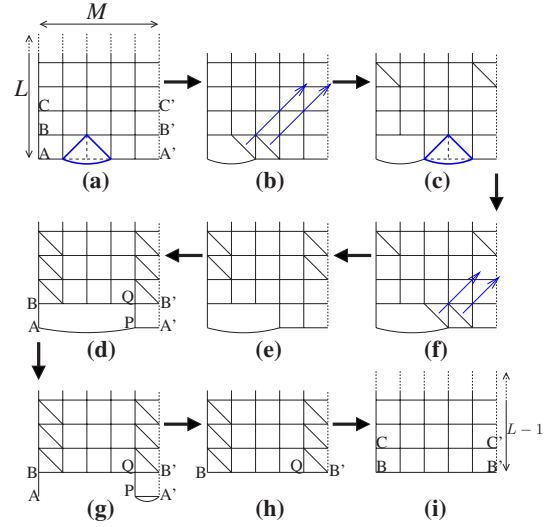 M
L
C C'
B B'
A A'
(a) (b) (c)
B Q B'
A P A'
(d) (e) (f)
B Q B'
A P A'
B Q B'
C C'
B B'
L − 1
(g) (h) (i)